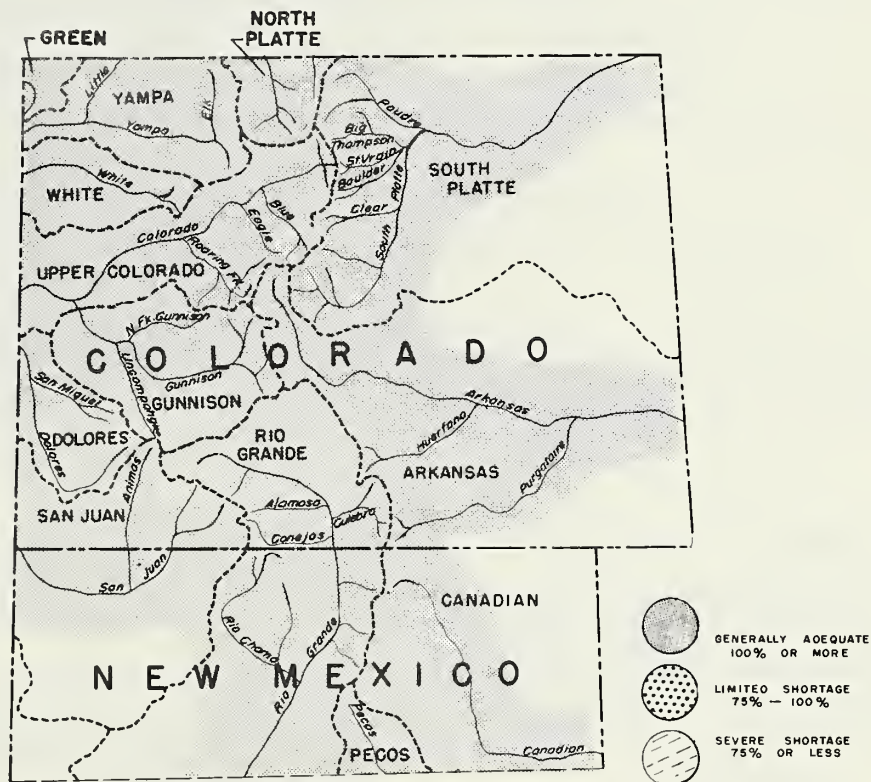 GREEN
NORTH
PLATTE
Little
YAMPA
Elk
Yampa
Poudre
Big
Thompson
St Vrain
Boulder
SOUTH
PLATTE
WHITE
White
Clear
South Platte
Blue
Eagle
Colorado
Roaring Fk.
UPPER COLORADO
N. Fk. Gunnison
COLORADO
Uncompahgre
Gunnison
GUNNISON
San Miguel
DOLORES
Dolores
RIO
GRANDE
Arkansas
Huerfano
ARKANSAS
Purgatoire
Animas
SAN JUAN
Alamosa
Culebra
Conejos
San Juan
CANADIAN
Rio Chama
Rio Grande
NEW MEXICO
Pecos
PECOS
Canadian
GENERALLY ADEQUATE
100% OR MORE
LIMITED SHORTAGE
75% — 100%
SEVERE SHORTAGE
75% OR LESS